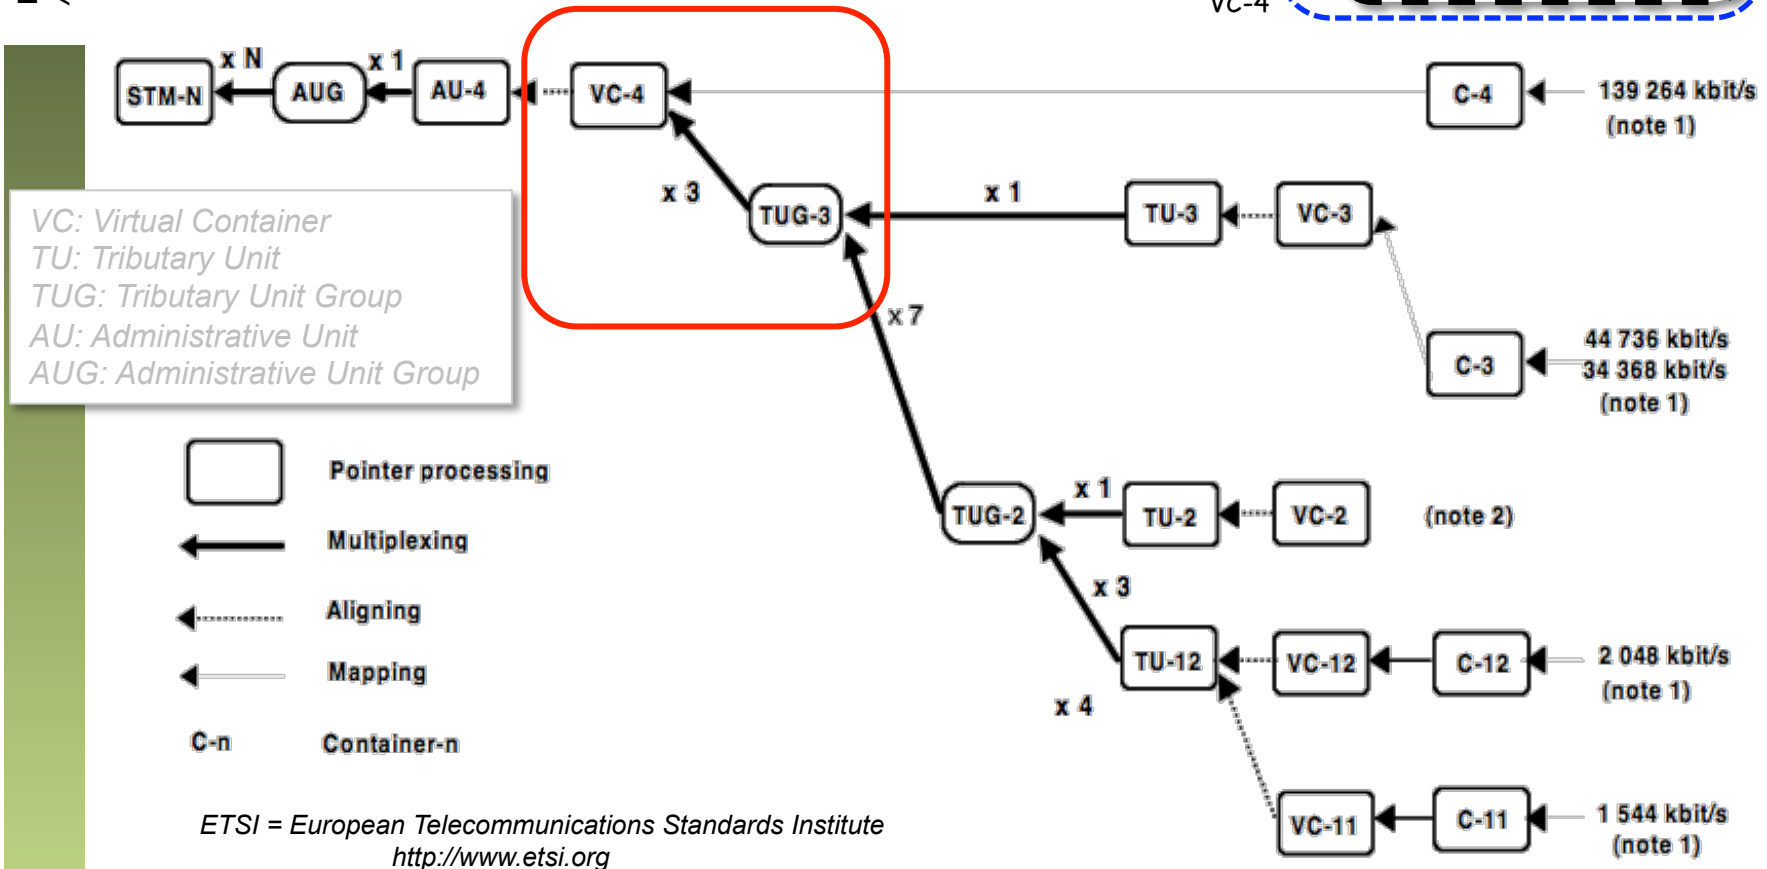 VC-4
x N
x 1
STM-N
AUG
AU-4
VC-4
C-4
139 264 kbit/s
(note 1)
x 3
TUG-3
x 1
TU-3
VC-3
VC: Virtual Container
TU: Tributary Unit
TUG: Tributary Unit Group
AU: Administrative Unit
AUG: Administrative Unit Group
x 7
C-3
44 736 kbit/s
34 368 kbit/s
(note 1)
Pointer processing
Multiplexing
Aligning
Mapping
C-n
Container-n
TUG-2
x 1
TU-2
VC-2
(note 2)
x 3
TU-12
VC-12
C-12
2 048 kbit/s
(note 1)
x 4
VC-11
C-11
1 544 kbit/s
(note 1)
ETSI = European Telecommunications Standards Institute
http://www.etsi.org